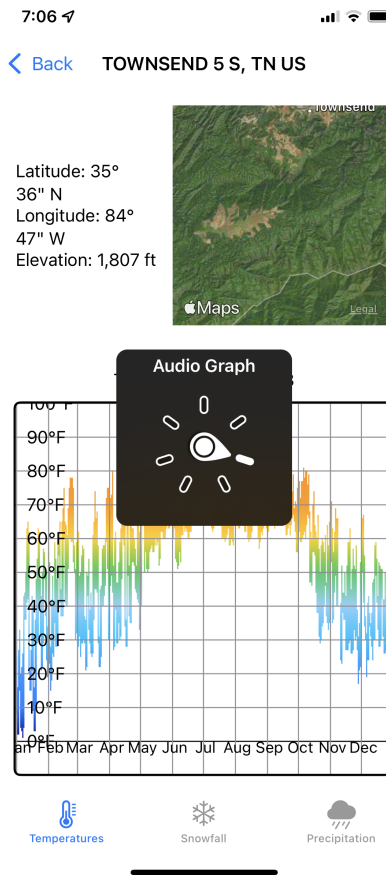 7:06
Back
TOWNSEND 5 S, TN US
Townsend
Latitude: 35°
36" N
Longitude: 84°
47" W
Elevation: 1,807 ft
Maps
Legal
Audio Graph
100°F
90°F
80°F
70°F
60°F
50°F
40°F
30°F
20°F
10°F
0°F
an Feb Mar Apr May Jun Jul Aug Sep Oct Nov Dec
Temperatures
Snowfall
Precipitation